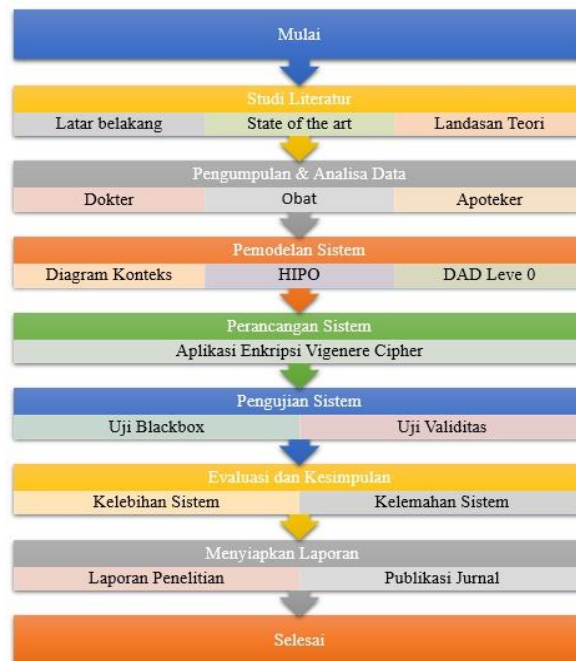 Mulai
Studi Literatur
Latar belakang State of the art Landasan Teori
Pengumpulan & Analisa Data
Dokter Obat Apoteker
Pemodelan Sistem
Diagram Konteks HIPO DAD Leve 0
Perancangan Sistem
Aplikasi Enkripsi Vigenere Cipher
Pengujian Sistem
Uji Blackbox Uji Validitas
Evaluasi dan Kesimpulan
Kelebihan Sistem Kelemahan Sistem
Menyiapkan Laporan
Laporan Penelitian Publikasi Jurnal
Selesai